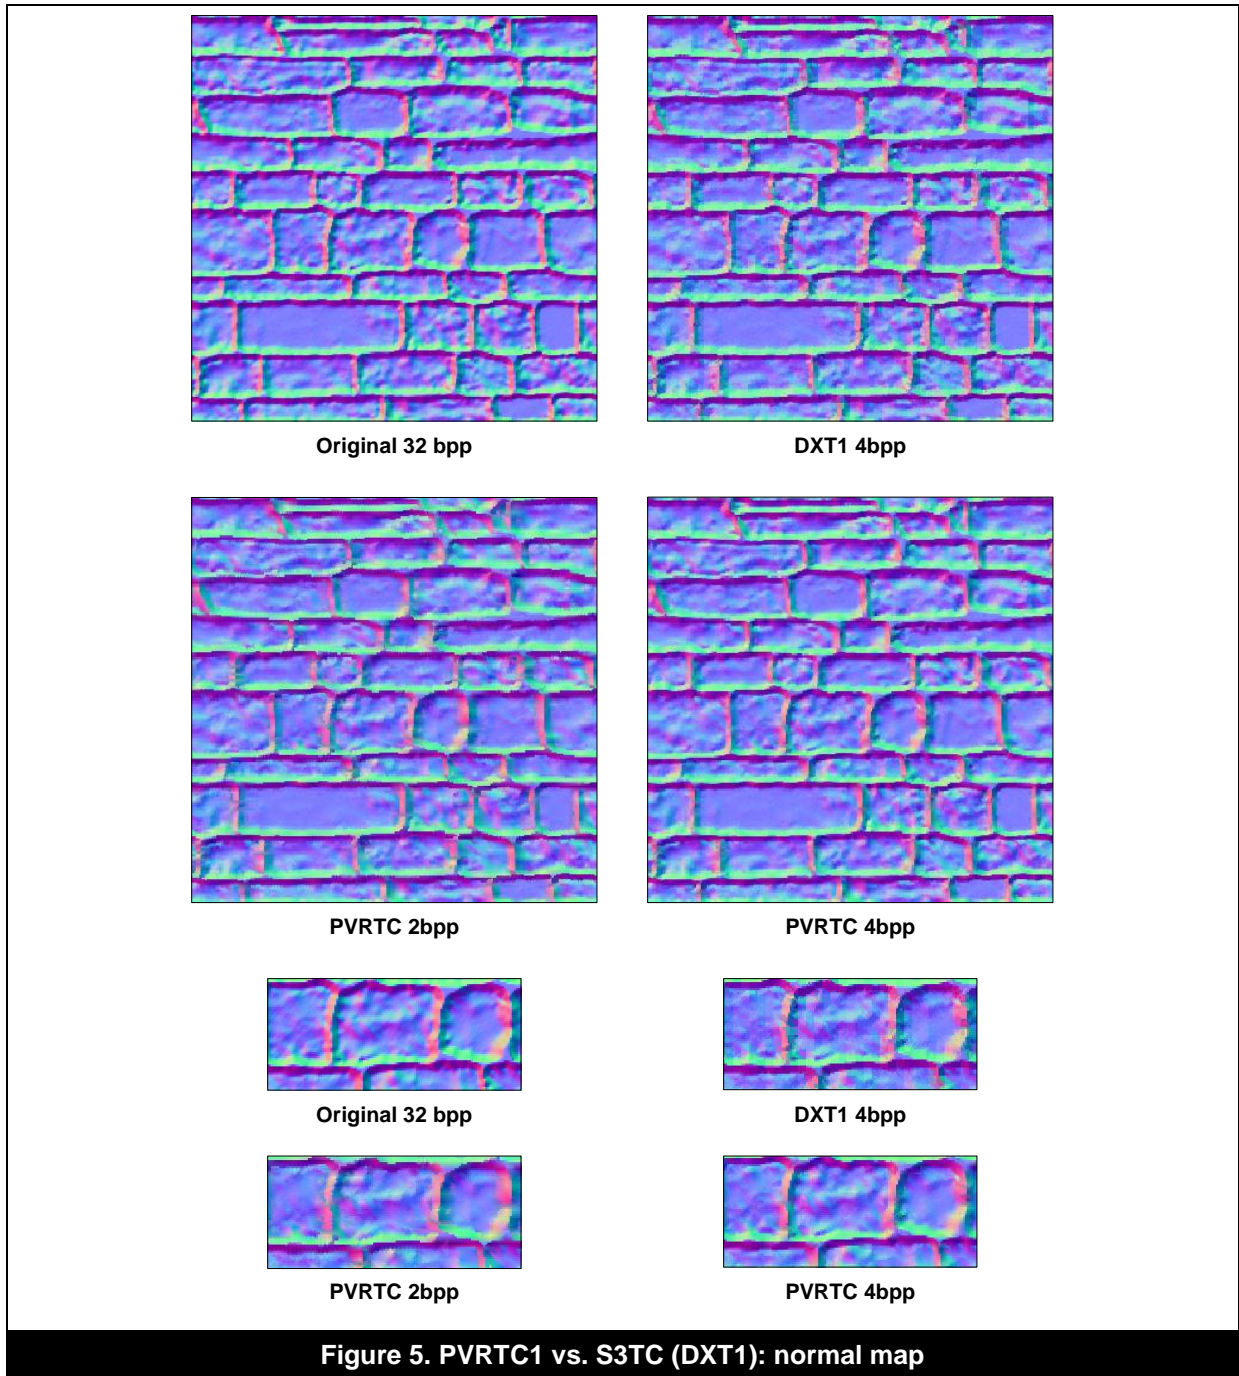 Original 32 bpp
DXT1 4bpp
PVRTC 2bpp
PVRTC 4bpp
Original 32 bpp
DXT1 4bpp
PVRTC 2bpp
PVRTC 4bpp
Figure 5. PVRTC1 vs. S3TC (DXT1): normal map